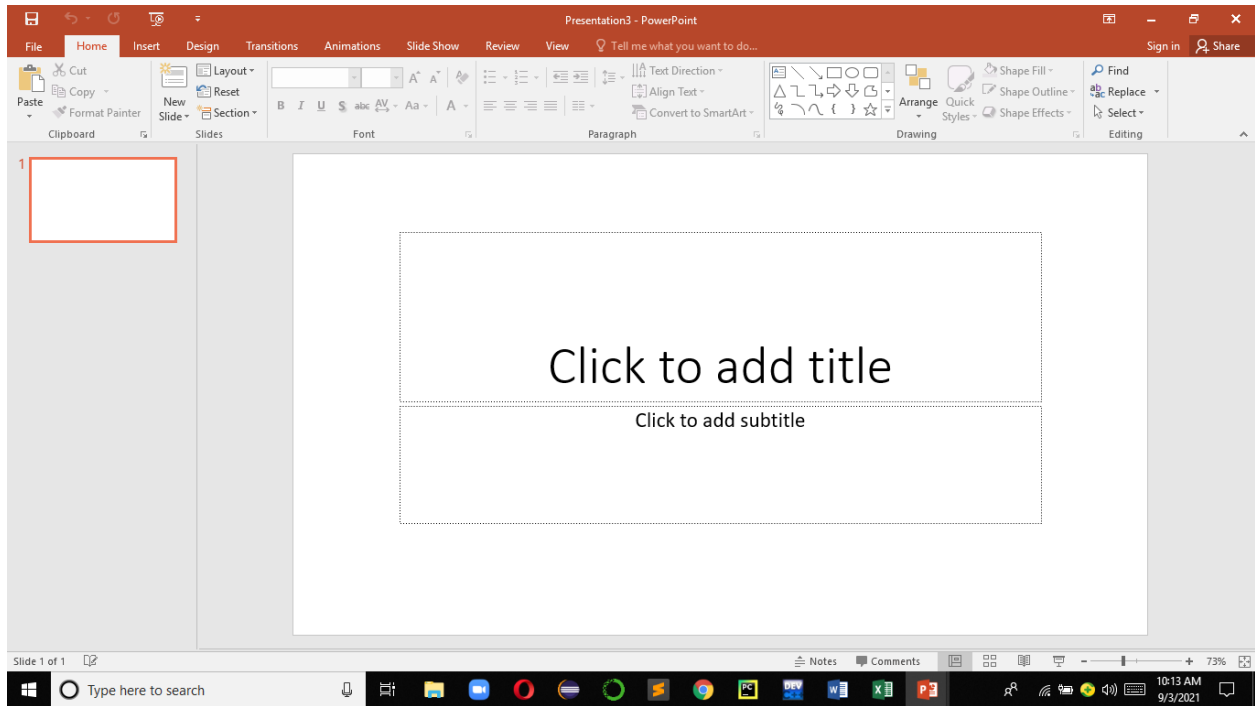 Presentation3 - PowerPoint
File Home Insert Design Transitions Animations Slide Show Review View Tell me what you want to do... Sign in Share
Cut
Copy
Format Painter
Paste
Clipboard
New Slide
Layout
Reset
Section
Slides
B I U S abc AV Aa A
A A
Font
Text Direction
Align Text
Convert to SmartArt
Paragraph
Arrange
Quick Styles
Shape Fill
Shape Outline
Shape Effects
Drawing
Find
Replace
Select
Editing
1
Click to add title
Click to add subtitle
Slide 1 of 1 Notes Comments 73%
Type here to search
10:13 AM
9/3/2021